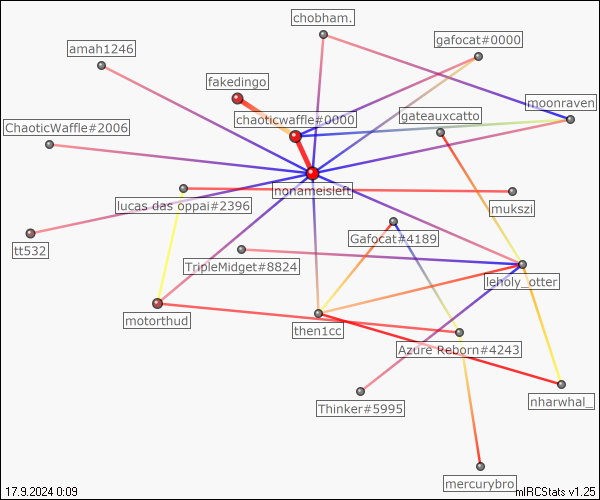 chobham.
gafocat#0000
amah1246
fakedingo
moonraven
chaoticwaffle#0000
gateauxcatto
ChaoticWaffle#2006
nonameisleft
lucas das oppai#2396
mukszi
Gafocat#4189
tt532
TripleMidget#8824
leholy_otter
motorthud
then1cc
Azure Reborn#4243
Thinker#5995
nharwhal_
mercurybro
17.9.2024 0:09
mIRCStats v1.25